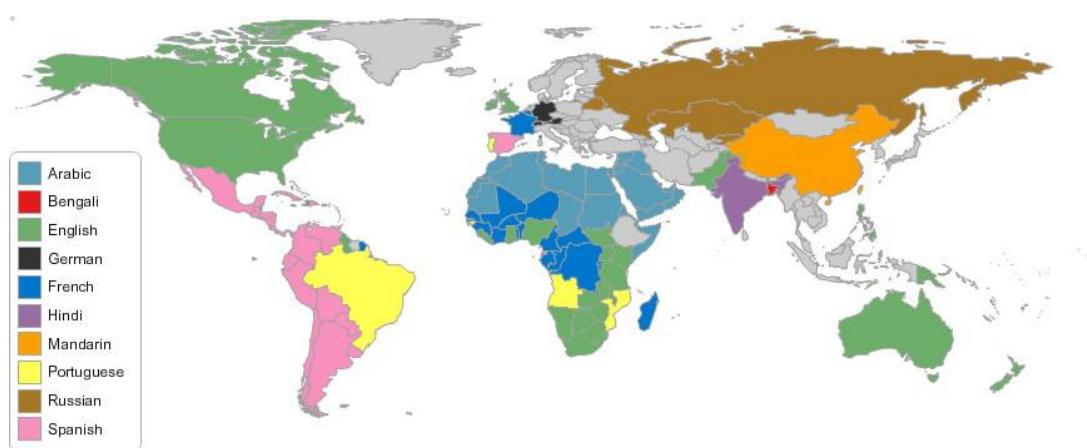 Arabic
Bengali
English
German
French
Hindi
Mandarin
Portuguese
Russian
Spanish